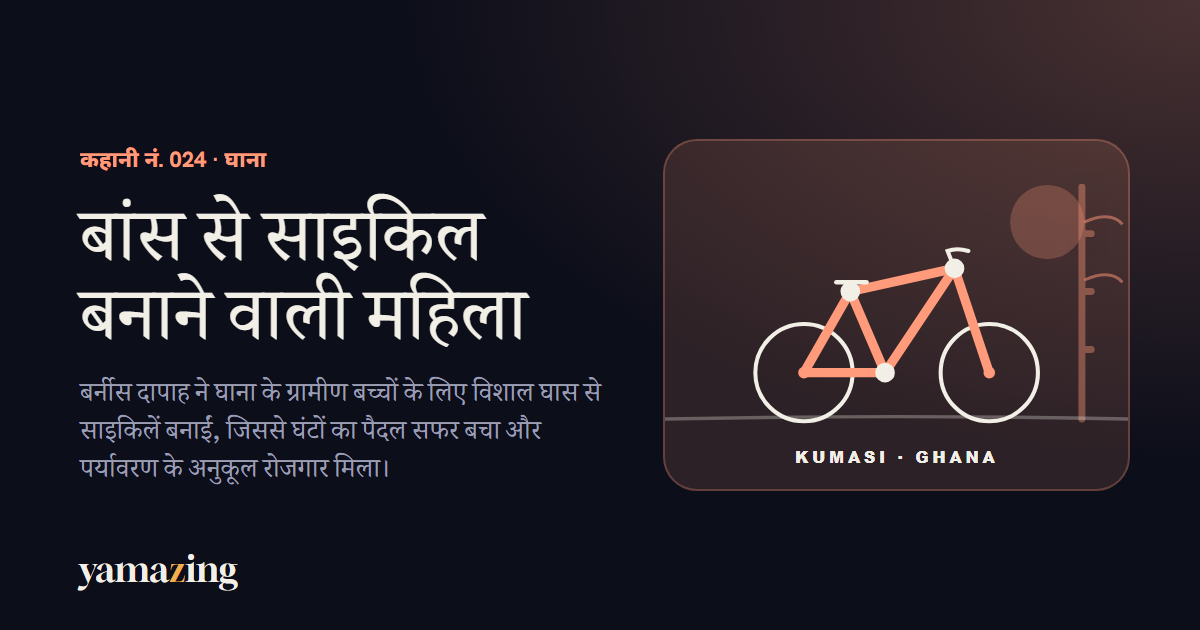 कहानी नं. 024 · घाना
बांस से साइकिल
बनाने वाली महिला
बर्नीस दापाह ने घाना के ग्रामीण बच्चों के लिए विशाल घास से
साइकिलें बनाईं, जिससे घंटों का पैदल सफर बचा और
पर्यावरण के अनुकूल रोजगार मिला।
KUMASI · GHANA
yamazing